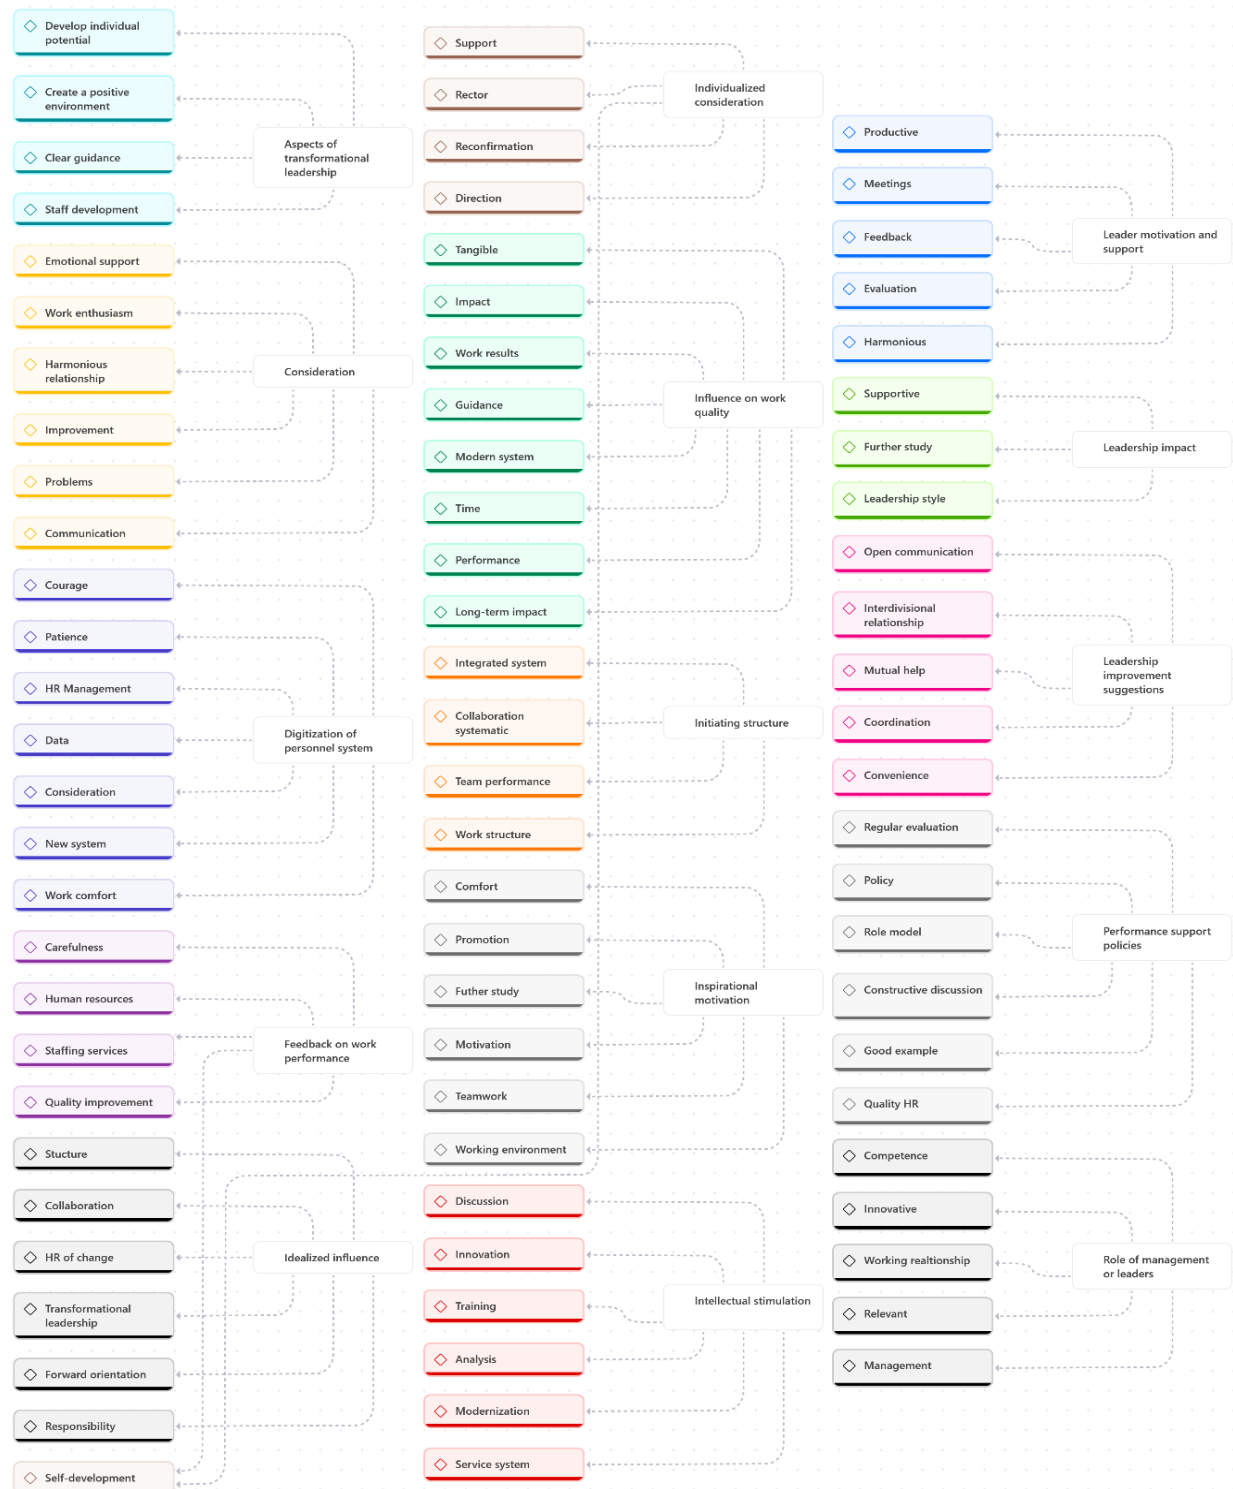 Develop individual
potential
Create a positive
environment
Clear guidance
Staff development
Aspects of
transformational
leadership
Emotional support
Work enthusiasm
Harmonious
relationship
Improvement
Problems
Communication
Consideration
Courage
Patience
HR Management
Data
Consideration
New system
Work comfort
Digitization of
personnel system
Carefulness
Human resources
Staffing services
Quality improvement
Feedback on work
performance
Stucture
Collaboration
HR of change
Transformational
leadership
Forward orientation
Responsibility
Idealized influence
Self-development
Support
Rector
Reconfirmation
Direction
Individualized
consideration
Tangible
Impact
Work results
Guidance
Modern system
Time
Performance
Long-term impact
Influence on work
quality
Integrated system
Collaboration
systematic
Team performance
Work structure
Initiating structure
Comfort
Promotion
Futher study
Motivation
Teamwork
Working environment
Inspirational
motivation
Discussion
Innovation
Training
Analysis
Modernization
Service system
Intellectual stimulation
Productive
Meetings
Feedback
Evaluation
Harmonious
Leader motivation and
support
Supportive
Further study
Leadership style
Leadership impact
Open communication
Interdivisional
relationship
Mutual help
Coordination
Convenience
Leadership
improvement
suggestions
Regular evaluation
Policy
Role model
Constructive discussion
Good example
Quality HR
Performance support
policies
Competence
Innovative
Working realtionship
Relevant
Management
Role of management
or leaders